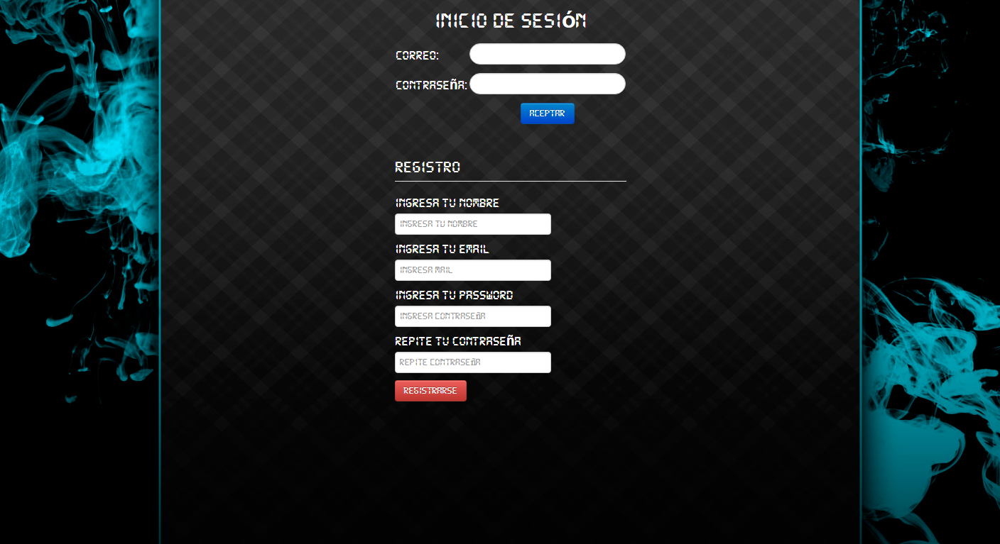 INICIO DE SESIÓN
CORREO:
CONTRASEÑA:
ACEPTAR
REGISTRO
INGRESA TU NOMBRE
INGRESA TU NOMBRE
INGRESA TU EMAIL
INGRESA MAIL
INGRESA TU PASSWORD
INGRESA CONTRASEÑA
REPITE TU CONTRASEÑA
REPITE CONTRASEÑA
REGISTRARSE